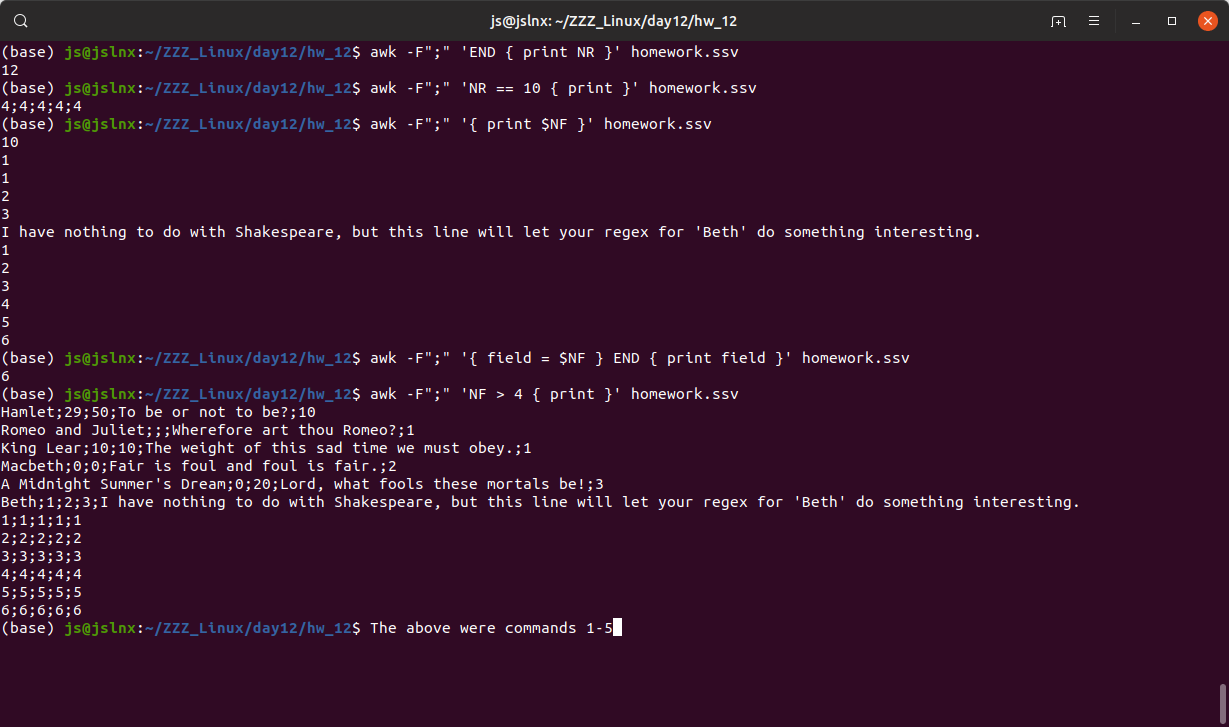 js@jslnx: ~/ZZZ_Linux/day12/hw_12
(base) js@jslnx:~/ZZZ_Linux/day12/hw_12$ awk -F";" 'END { print NR }' homework.ssv
12
(base) js@jslnx:~/ZZZ_Linux/day12/hw_12$ awk -F";" 'NR == 10 { print }' homework.ssv
4;4;4;4;4
(base) js@jslnx:~/ZZZ_Linux/day12/hw_12$ awk -F";" '{ print $NF }' homework.ssv
10
1
1
2
3
I have nothing to do with Shakespeare, but this line will let your regex for 'Beth' do something interesting.
1
2
3
4
5
6
(base) js@jslnx:~/ZZZ_Linux/day12/hw_12$ awk -F";" '{ field = $NF } END { print field }' homework.ssv
6
(base) js@jslnx:~/ZZZ_Linux/day12/hw_12$ awk -F";" 'NF > 4 { print }' homework.ssv
Hamlet;29;50;To be or not to be?;10
Romeo and Juliet;;;Wherefore art thou Romeo?;1
King Lear;10;10;The weight of this sad time we must obey.;1
Macbeth;0;0;Fair is foul and foul is fair.;2
A Midnight Summer's Dream;0;20;Lord, what fools these mortals be!;3
Beth;1;2;3;I have nothing to do with Shakespeare, but this line will let your regex for 'Beth' do something interesting.
1;1;1;1;1
2;2;2;2;2
3;3;3;3;3
4;4;4;4;4
5;5;5;5;5
6;6;6;6;6
(base) js@jslnx:~/ZZZ_Linux/day12/hw_12$ The above were commands 1-5